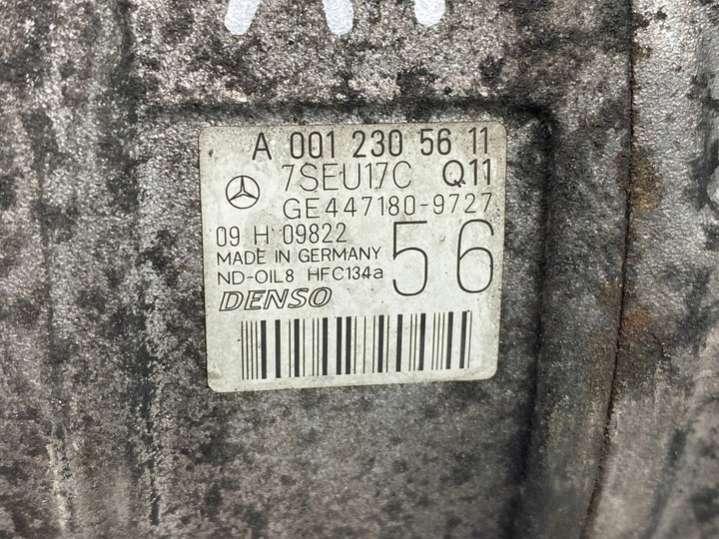 A 001 230 56 11
7SEU17C Q11
GE447180-9727
09 H 09822
MADE IN GERMANY
ND-OIL8 HFC134a
56
DENSO